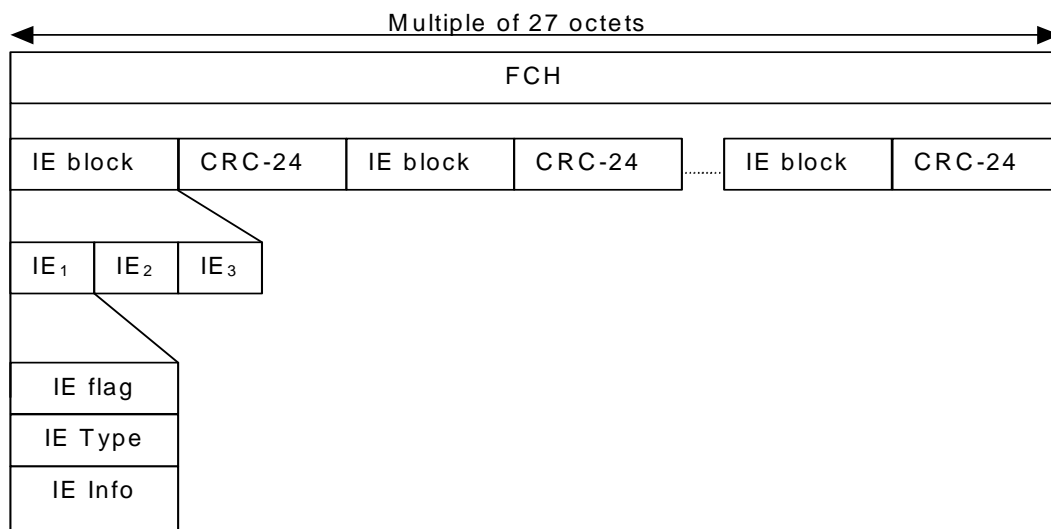 Multiple of 27 octets
FCH
IE block CRC-24 IE block CRC-24 ......... IE block CRC-24
IE₁ IE₂ IE₃
IE flag
IE Type
IE Info